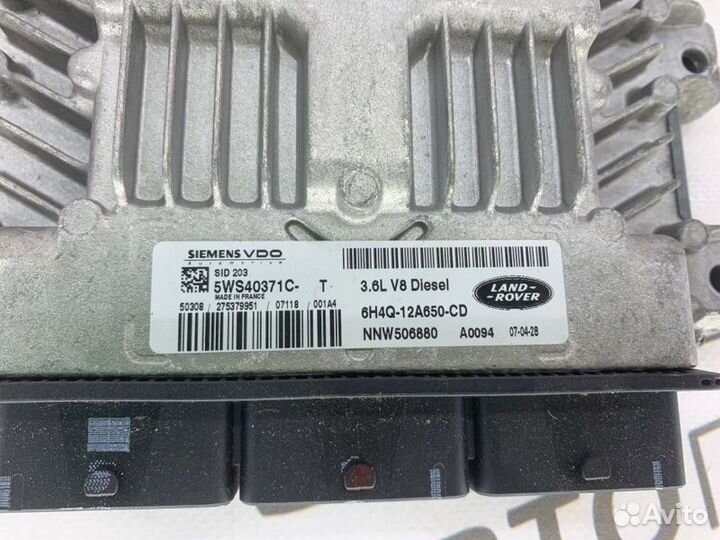 SIEMENS VDO
Automotive
SID 203
5WS40371C- T
MADE IN FRANCE
50308 / 275379951 / 07118 001A4
3.6L V8 Diesel
6H4Q-12A650-CD
NNW506880 A0094 07-04-28
LAND-
-ROVER
Avito